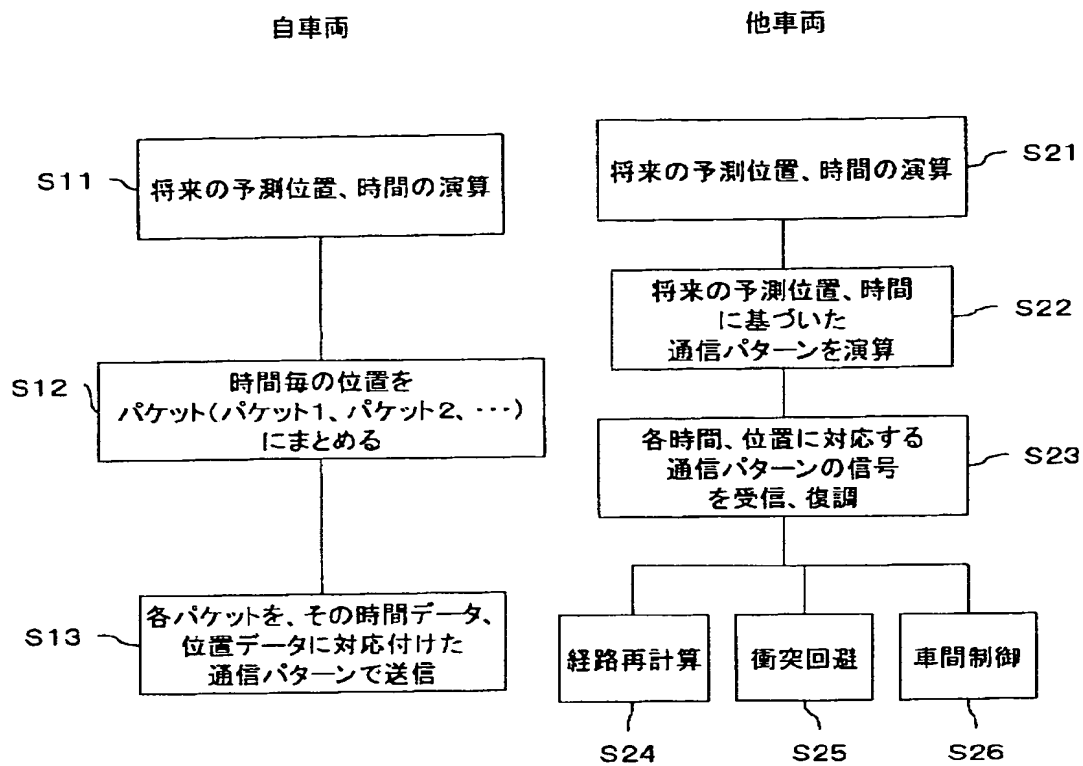 自車両
S11
将来の予測位置、時間の演算
S12
時間毎の位置を
パケット(パケット1、パケット2、･･･)
にまとめる
S13
各パケットを、その時間データ、
位置データに対応付けた
通信パターンで送信
他車両
S21
将来の予測位置、時間の演算
S22
将来の予測位置、時間
に基づいた
通信パターンを演算
S23
各時間、位置に対応する
通信パターンの信号
を受信、復調
経路再計算
衝突回避
車間制御
S24
S25
S26